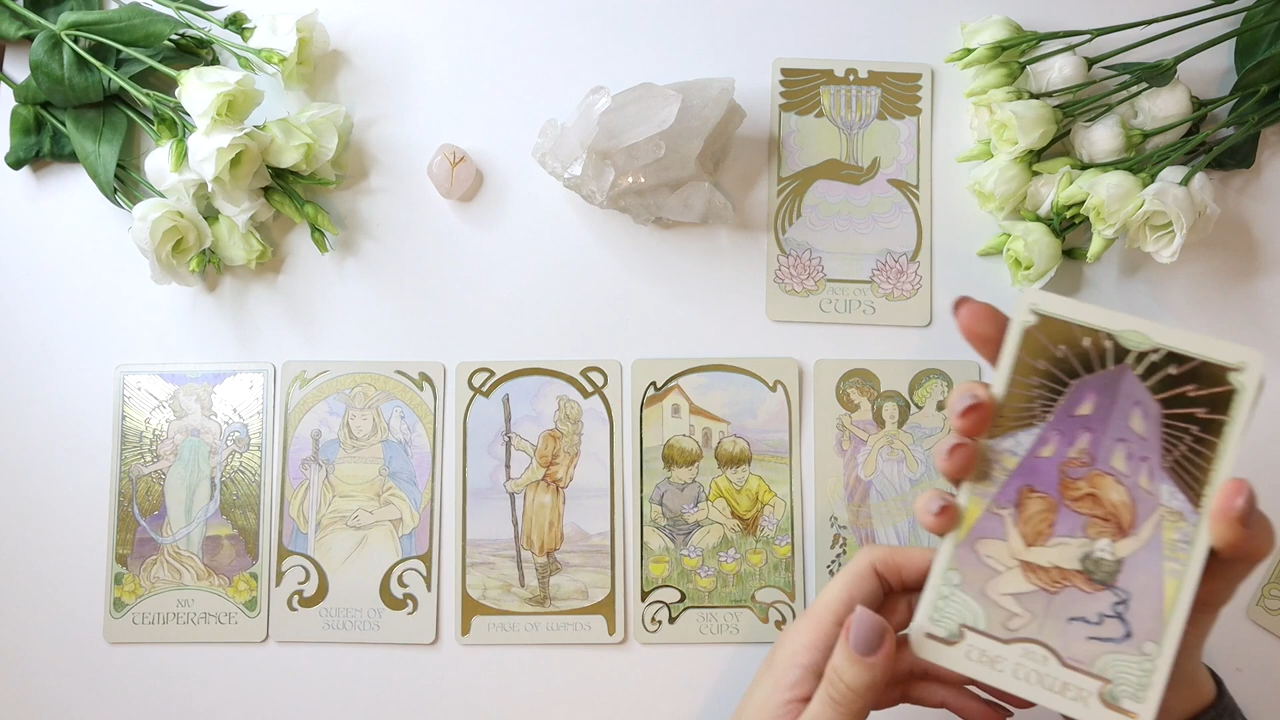 ACE OF
CUPS
XIV
TEMPERANCE
QUEEN OF
SWORDS
PAGE OF WANDS
SIX OF
CUPS
THE TOWER